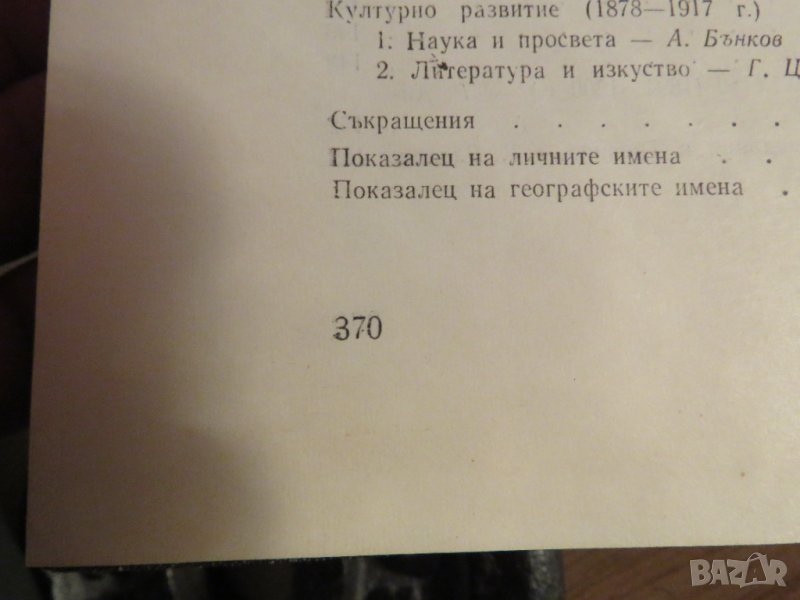 Културно развитие (1878—1917 г.)
1. Наука и просвета — А. Бънков
2. Литература и изкуство — Г. Ц
Съкращения . . . . . . .
Показалец на личните имена . .
Показалец на географските имена .
370
BAZAR